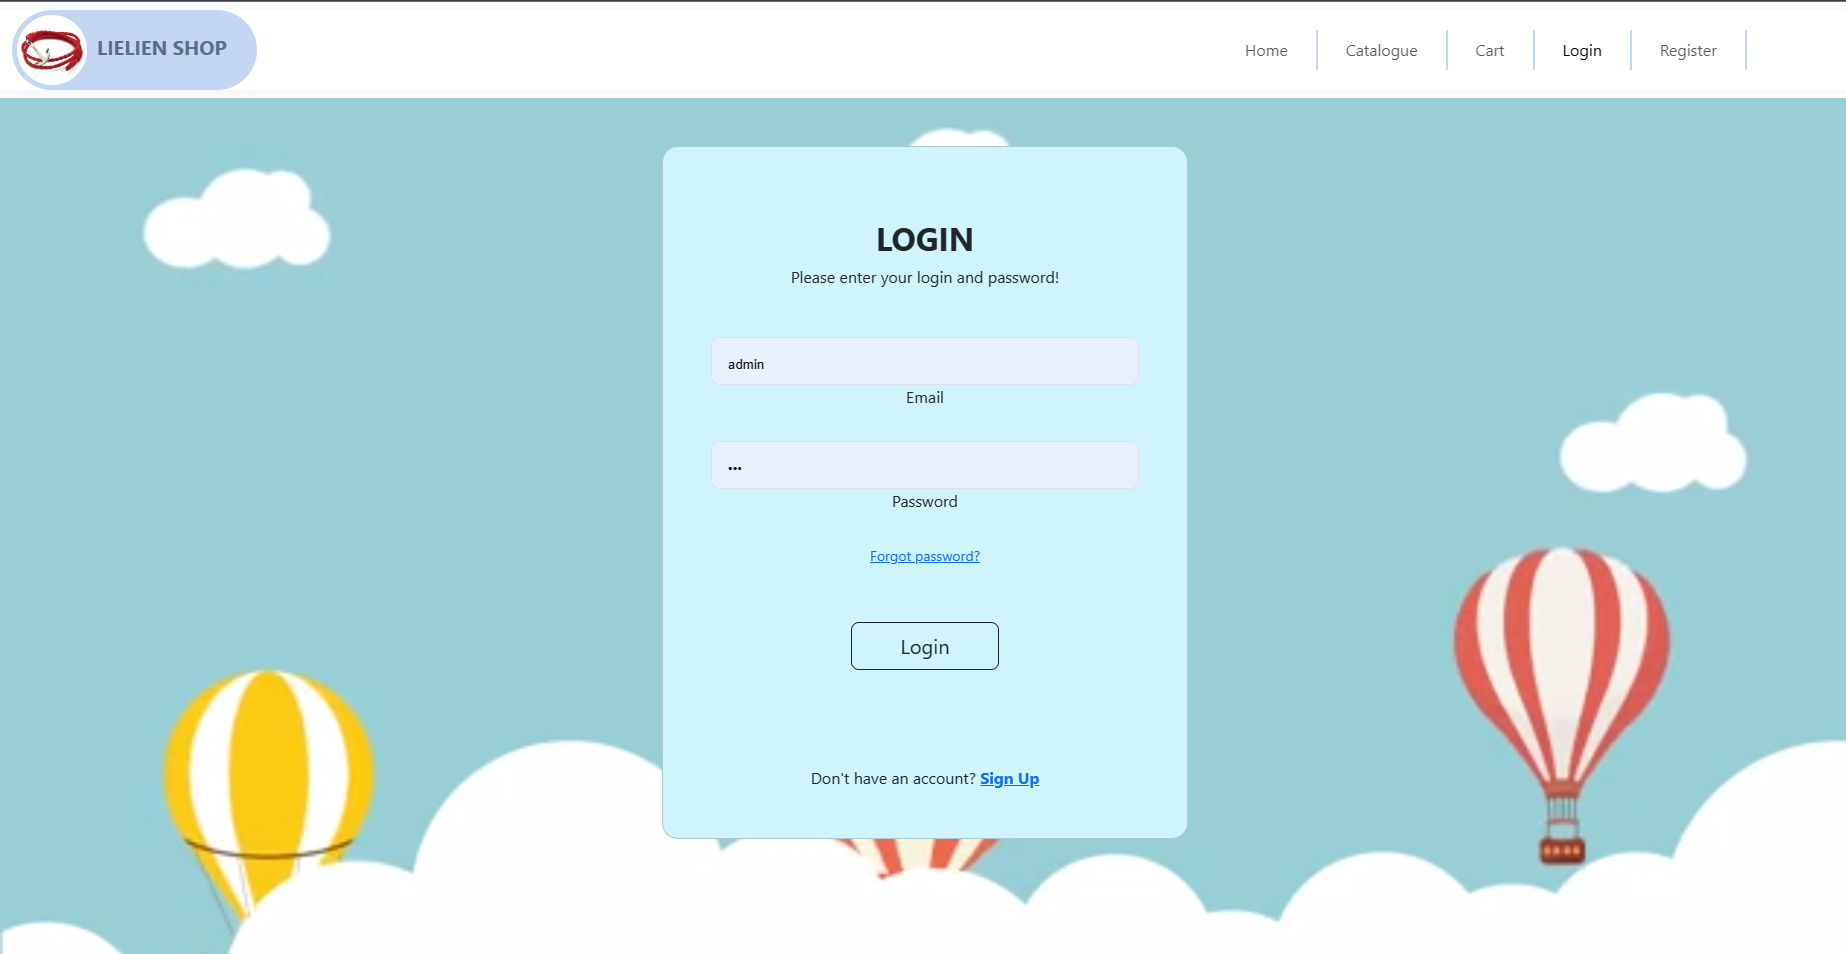 LIELIEN SHOP
Home
Catalogue
Cart
Login
Register
LOGIN
Please enter your login and password!
admin
Email
•••
Password
Forgot password?
Login
Don't have an account? Sign Up